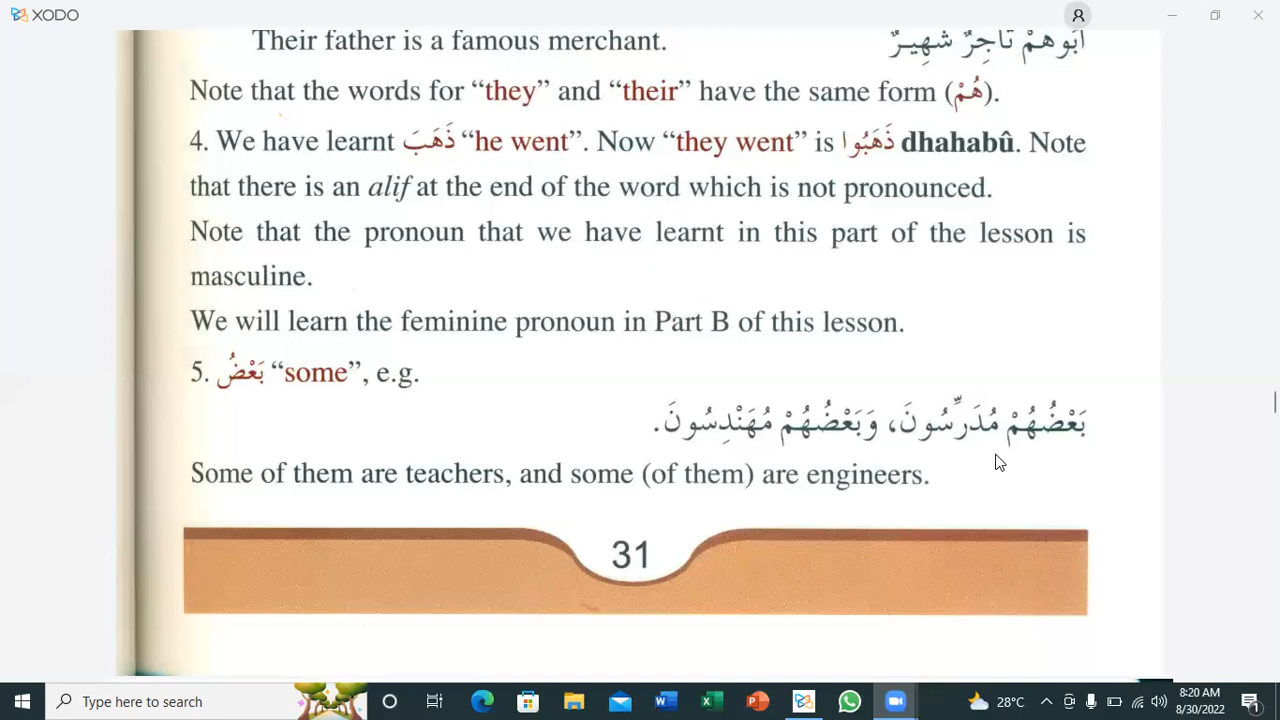 XODO
Their father is a famous merchant. أَبُوهُمْ تَاجِرٌ شَهِيرٌ
Note that the words for “they” and “their” have the same form (هُمْ).
4. We have learnt ذَهَبَ “he went”. Now “they went” is ذَهَبُوا dhahabû. Note
that there is an alif at the end of the word which is not pronounced.
Note that the pronoun that we have learnt in this part of the lesson is
masculine.
We will learn the feminine pronoun in Part B of this lesson.
5. بَعْضُ “some”, e.g.
بَعْضُهُمْ مُدَرِّسُونَ، وَبَعْضُهُمْ مُهَنْدِسُونَ.
Some of them are teachers, and some (of them) are engineers.
31
Type here to search
28°C
8:20 AM
8/30/2022
1